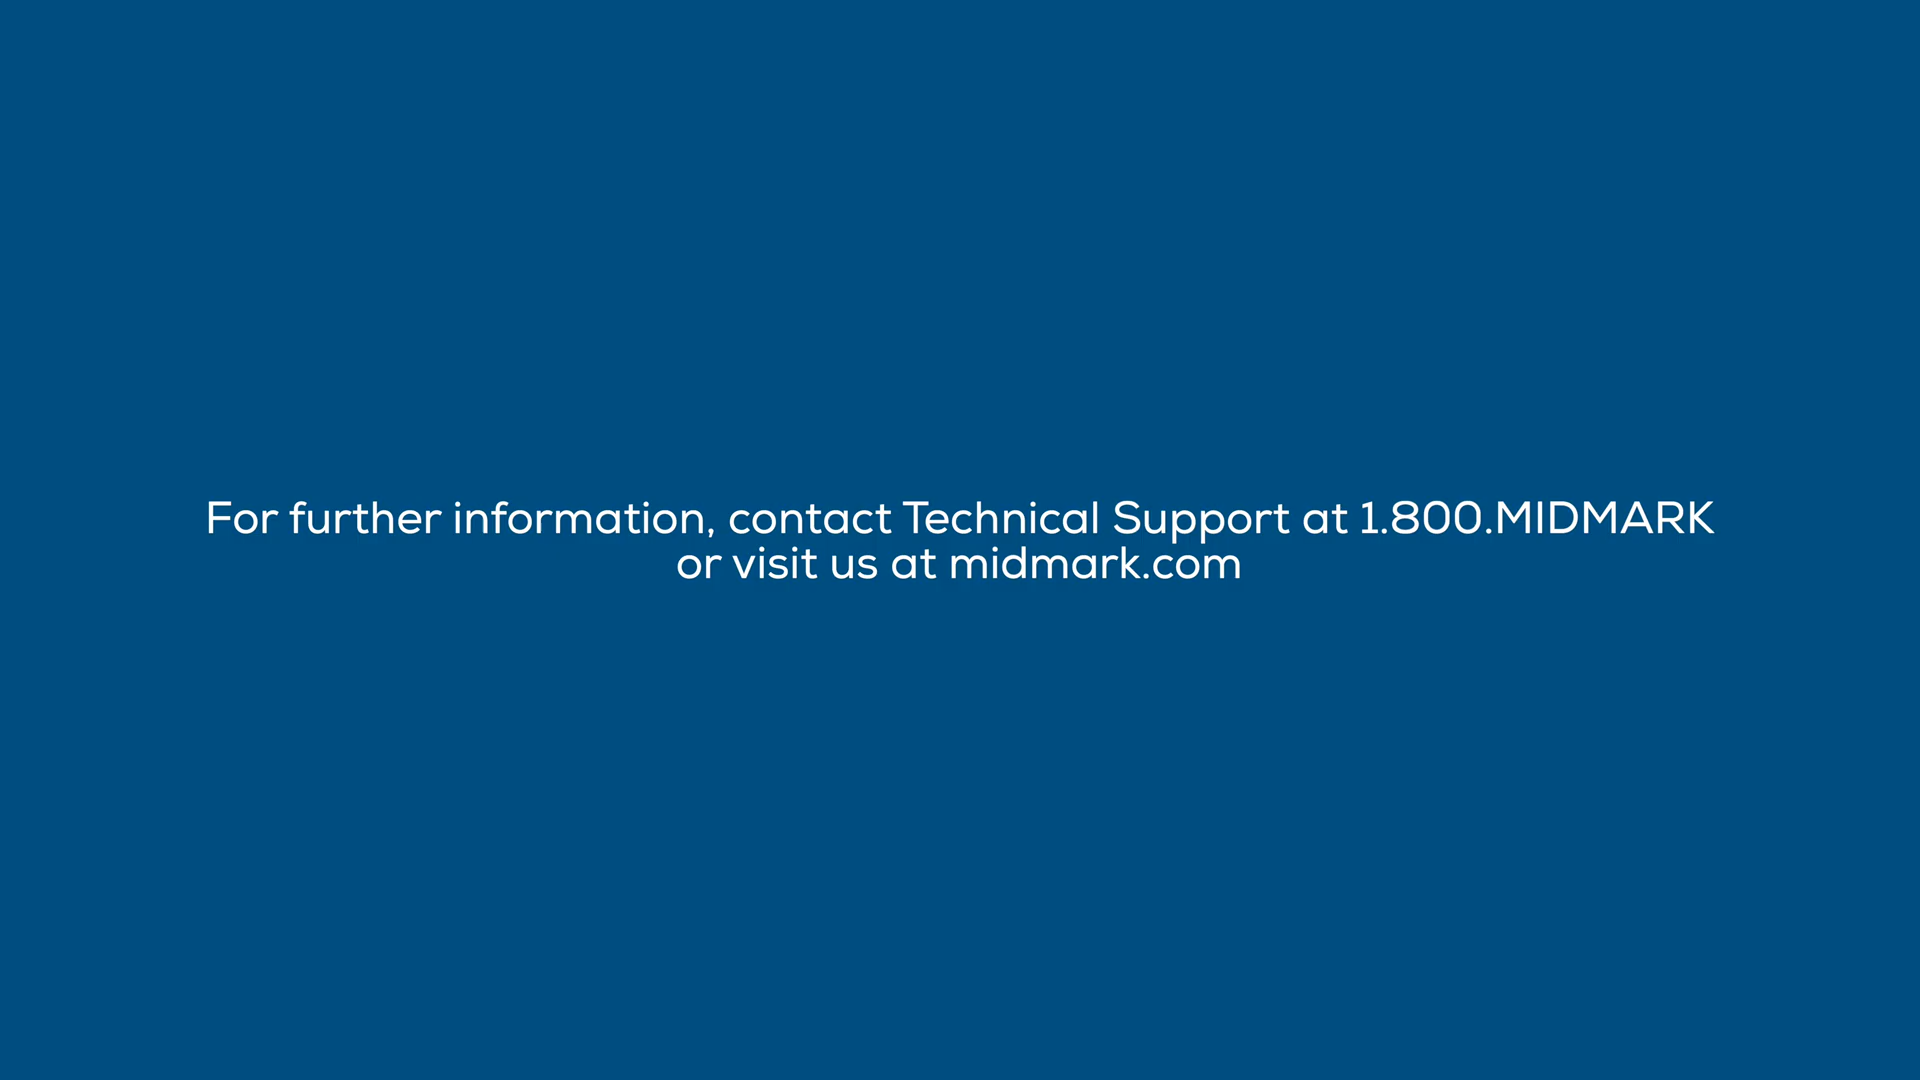 For further information, contact Technical Support at 1.800.MIDMARK
or visit us at midmark.com